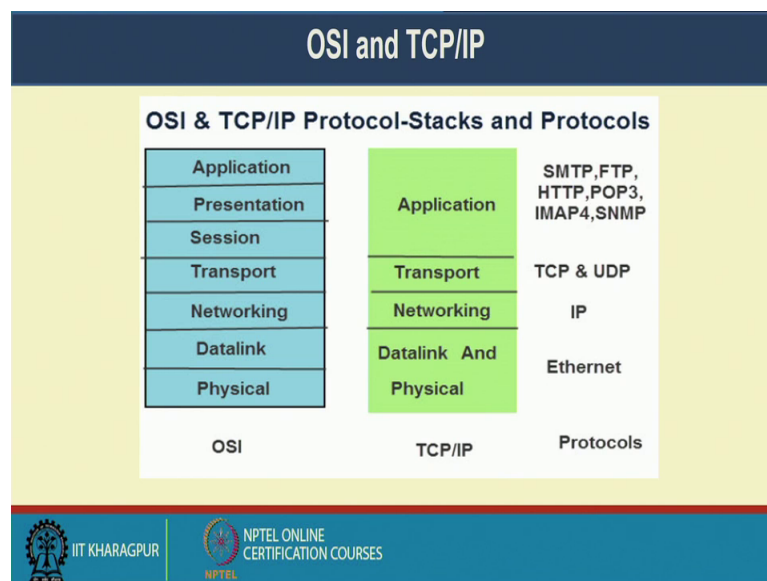 OSI and TCP/IP
OSI & TCP/IP Protocol-Stacks and Protocols
Application
Presentation
Session
Transport
Networking
Datalink
Physical
OSI
Application
Transport
Networking
Datalink And
Physical
TCP/IP
SMTP,FTP,
HTTP,POP3,
IMAP4,SNMP
TCP & UDP
IP
Ethernet
Protocols
IIT KHARAGPUR
NPTEL
NPTEL ONLINE
CERTIFICATION COURSES